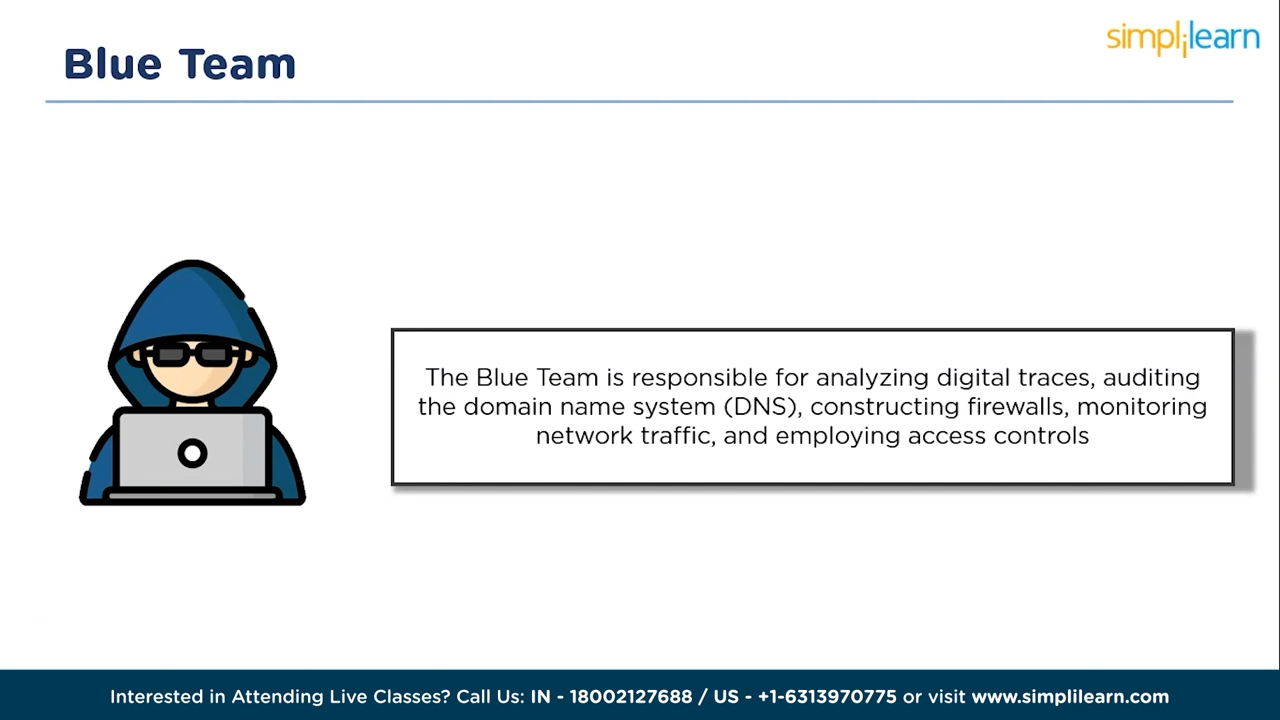 Blue Team
simplilearn
The Blue Team is responsible for analyzing digital traces, auditing
the domain name system (DNS), constructing firewalls, monitoring
network traffic, and employing access controls
Interested in Attending Live Classes? Call Us: IN - 18002127688 / US - +1-6313970775 or visit www.simplilearn.com